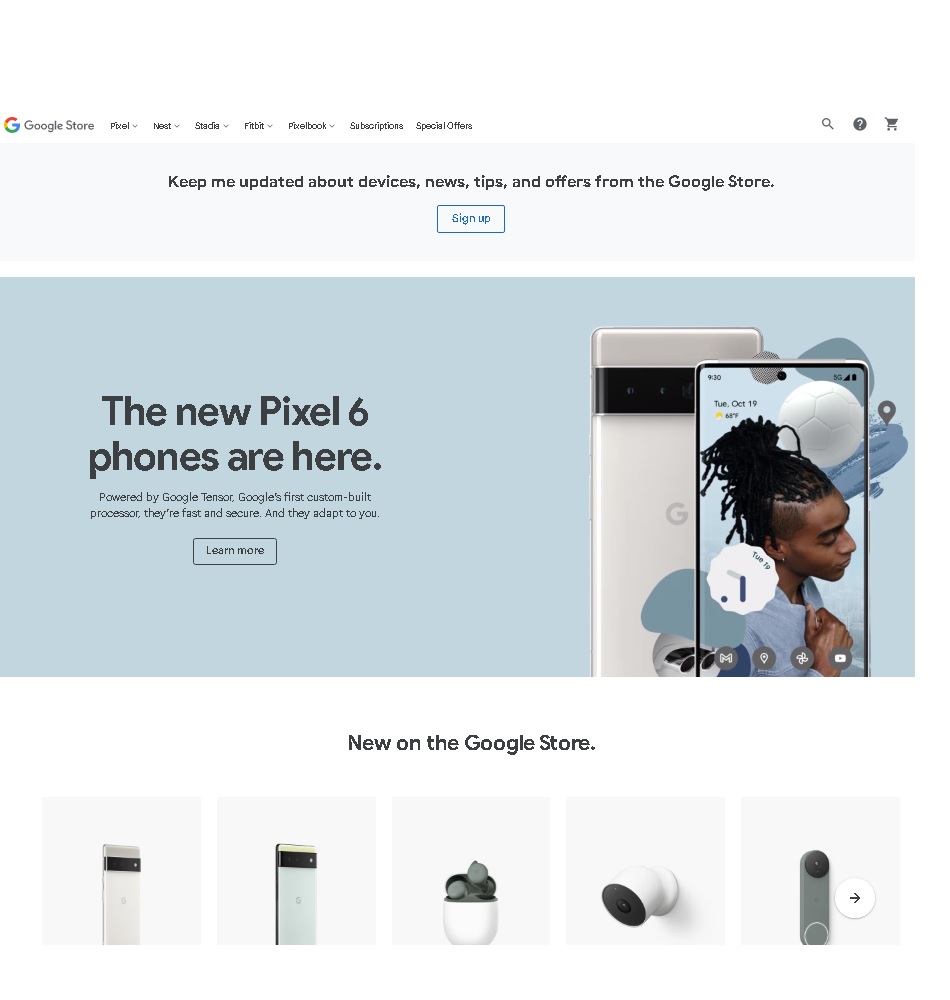 Google Store Pixel Nest Stadia Fitbit Pixelbook Subscriptions Special Offers
Keep me updated about devices, news, tips, and offers from the Google Store.
Sign up
The new Pixel 6
phones are here.
Powered by Google Tensor, Google's first custom-built
processor, they're fast and secure. And they adapt to you.
Learn more
9:30 5G
Tue, Oct 19
68°F
G
Tue 19
New on the Google Store.